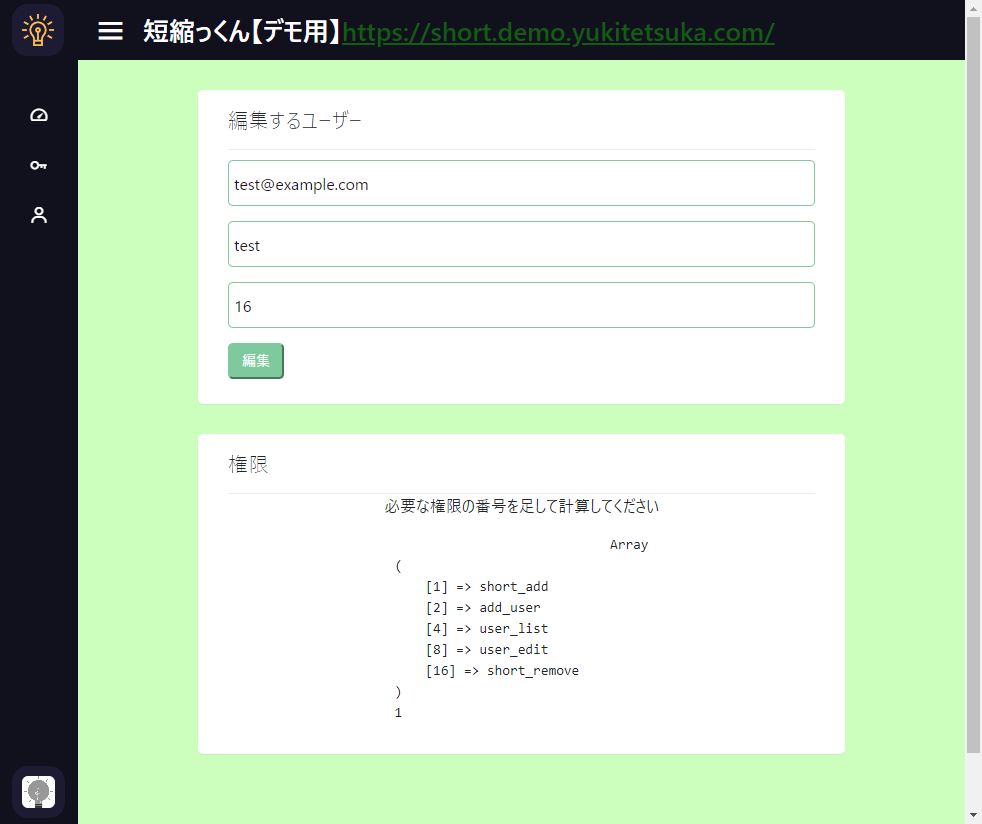 短縮っくん【デモ用】https://short.demo.yukitetsuka.com/
編集するユーザー
test@example.com
test
16
編集
権限
必要な権限の番号を足して計算してください
Array
(
[1] => short_add
[2] => add_user
[4] => user_list
[8] => user_edit
[16] => short_remove
)
1